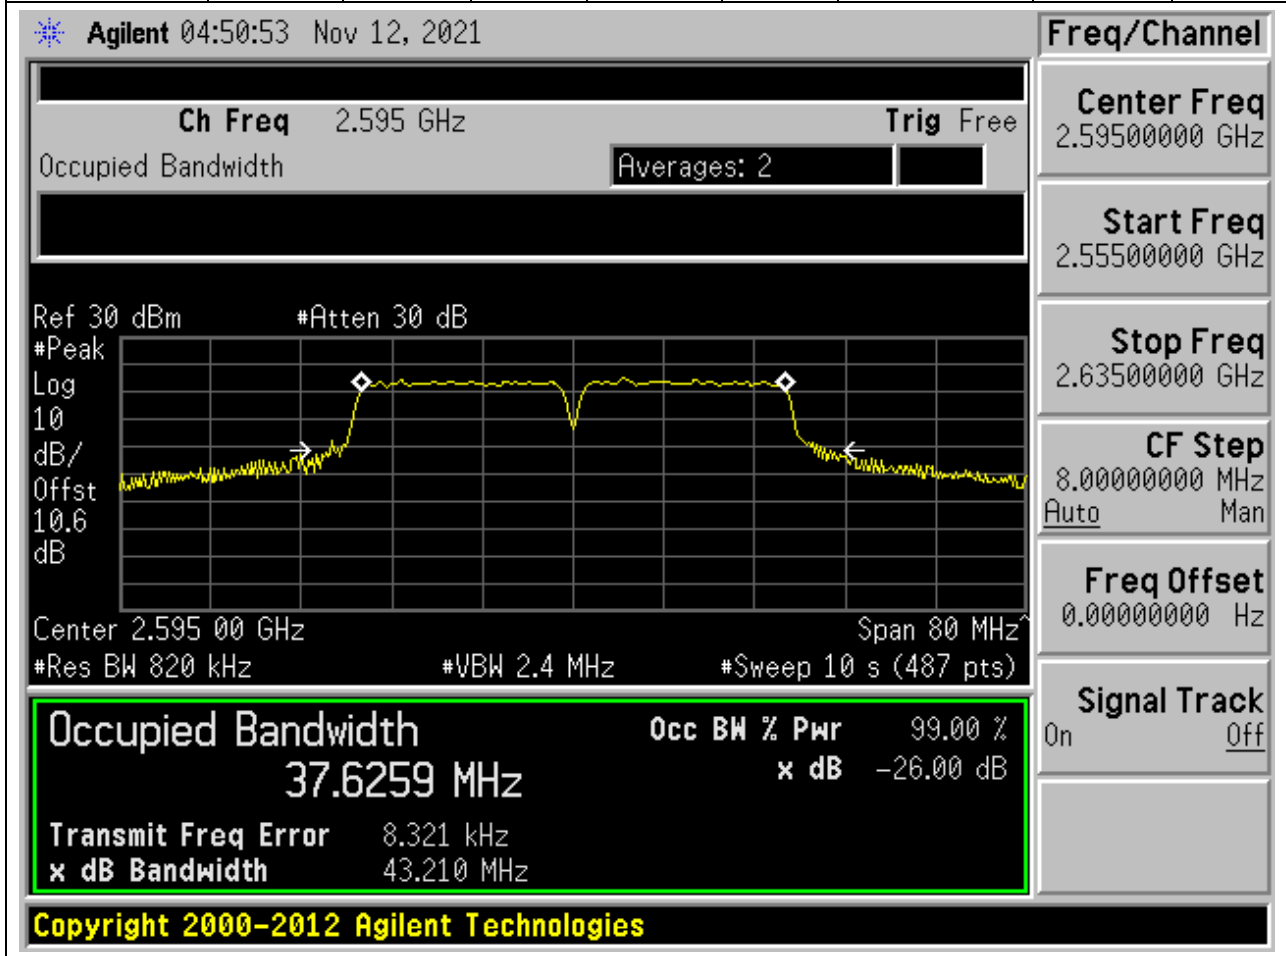 Agilent 04:50:53 Nov 12, 2021
Freq/Channel
Ch Freq 2.595 GHz Trig Free
Occupied Bandwidth Averages: 2
Center Freq
2.59500000 GHz
Start Freq
2.55500000 GHz
Stop Freq
2.63500000 GHz
CF Step
8.00000000 MHz
Auto Man
Freq Offset
0.00000000 Hz
Signal Track
On Off
Ref 30 dBm #Atten 30 dB
#Peak
Log
10
dB/
Offst
10.6
dB
Center 2.595 00 GHz Span 80 MHz^
#Res BW 820 kHz #VBW 2.4 MHz #Sweep 10 s (487 pts)
Occupied Bandwidth Occ BW % Pwr 99.00 %
37.6259 MHz x dB -26.00 dB
Transmit Freq Error 8.321 kHz
x dB Bandwidth 43.210 MHz
Copyright 2000-2012 Agilent Technologies